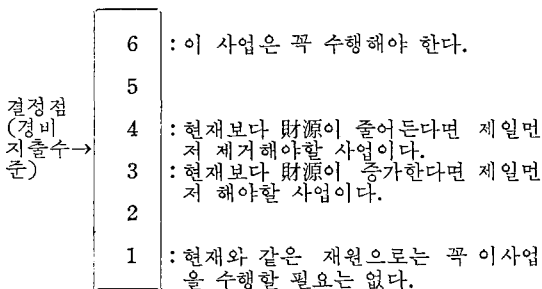 6 : 이 사업은 꼭 수행해야 한다.
5
결정점
(경비
지출수→
준)
4 : 현재보다 財源이 줄어든다면 제일먼
저 제거해야할 사업이다.
3 : 현재보다 財源이 증가한다면 제일먼
저 해야할 사업이다.
2
1 : 현재와 같은 재원으로는 꼭 이사업
을 수행할 필요는 없다.